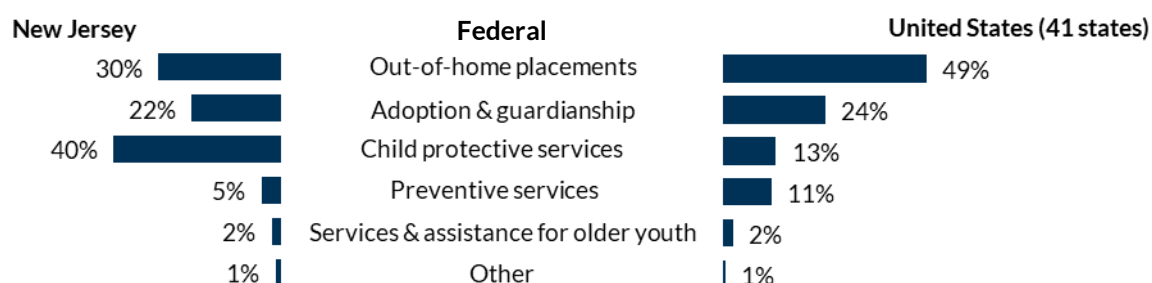 New Jersey Federal United States (41 states)
30% Out-of-home placements 49%
22% Adoption & guardianship 24%
40% Child protective services 13%
5% Preventive services 11%
2% Services & assistance for older youth 2%
1% Other 1%